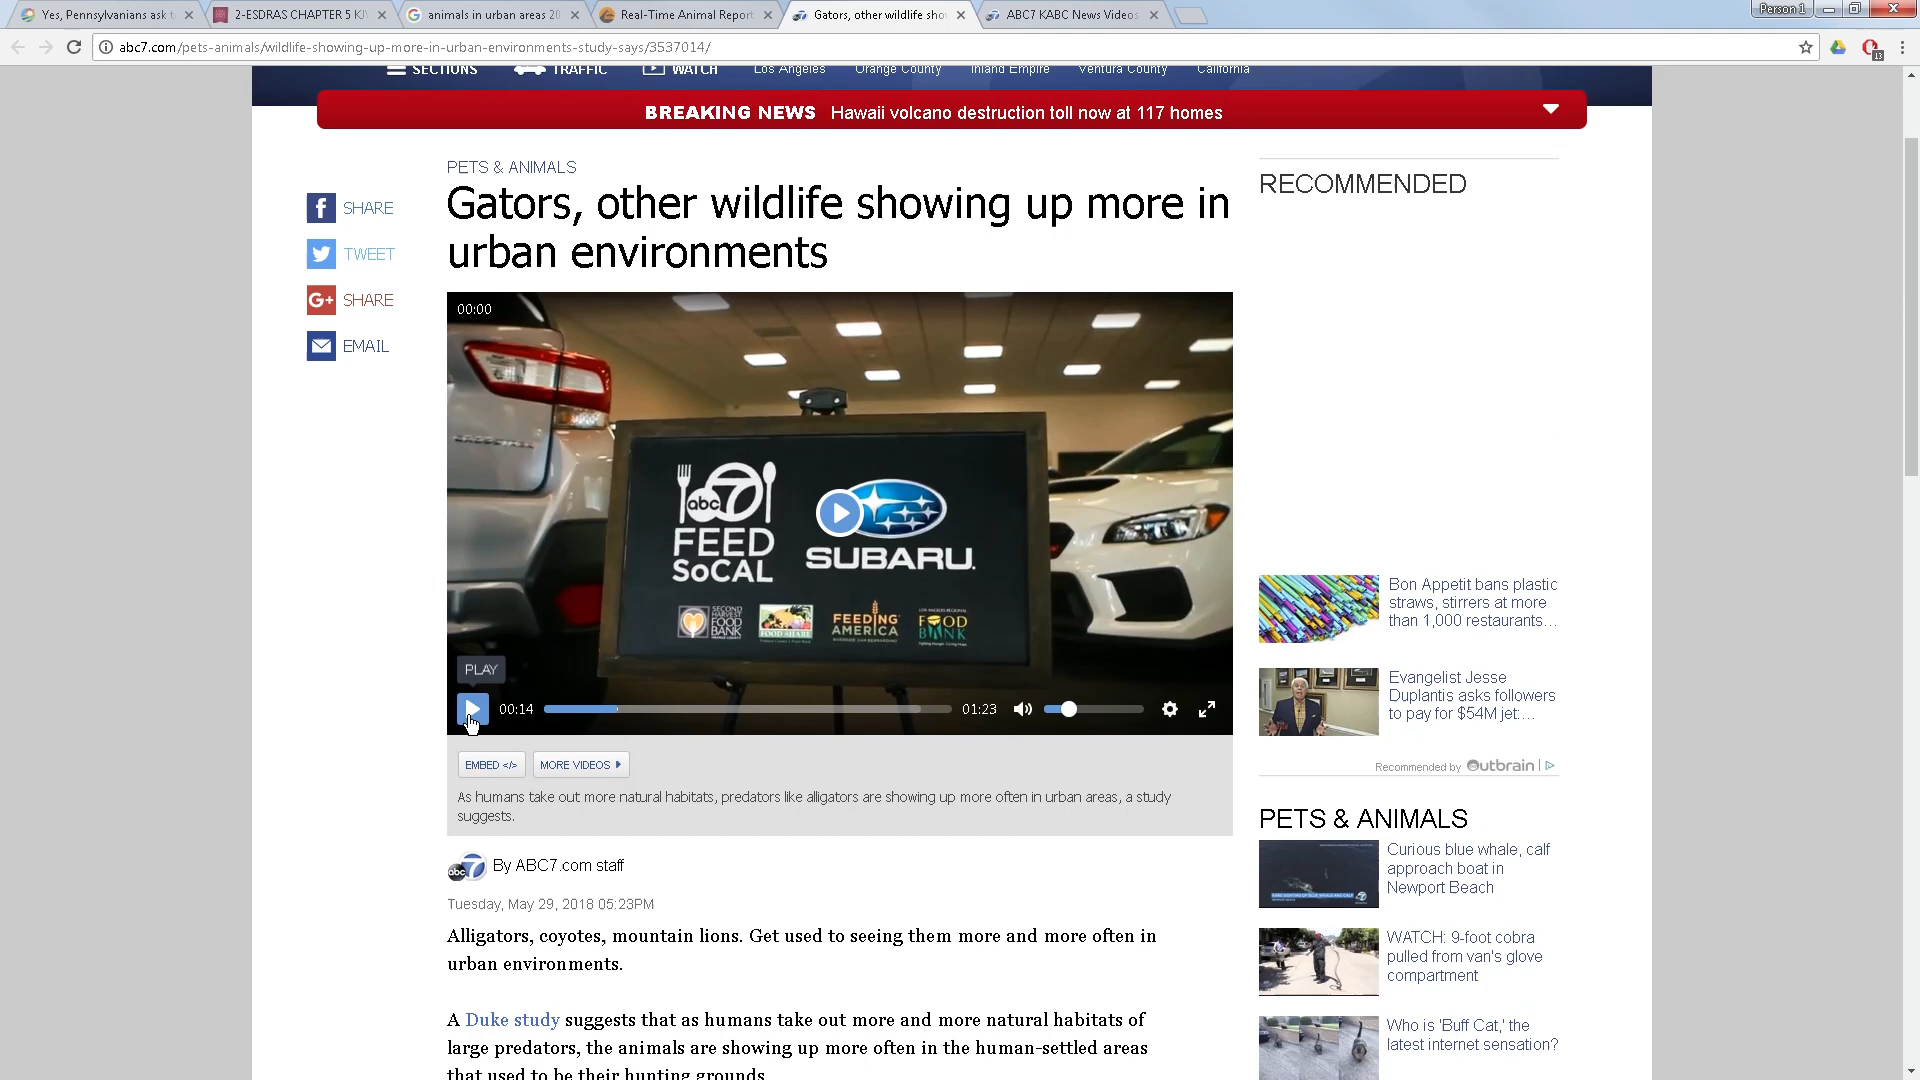 Yes, Pennsylvanians ask t
2-ESDRAS CHAPTER 5 KJ
animals in urban areas 20
Real-Time Animal Report
Gators, other wildlife sho
ABC7 KABC News Videos
Person 1
abc7.com/pets-animals/wildlife-showing-up-more-in-urban-environments-study-says/3537014/
13
SECTIONS
TRAFFIC
WATCH
Los Angeles
Orange County
Inland Empire
Ventura County
California
BREAKING NEWS Hawaii volcano destruction toll now at 117 homes
PETS & ANIMALS
Gators, other wildlife showing up more in
urban environments
SHARE
TWEET
G+ SHARE
EMAIL
00:00
abc7
FEED
SoCAL
SUBARU.
SECOND
HARVEST
FOOD
BANK
FOOD SHARE
FEEDING
AMERICA
FOOD
BANK
PLAY
00:14
01:23
EMBED </>
MORE VIDEOS
As humans take out more natural habitats, predators like alligators are showing up more often in urban areas, a study
suggests.
abc7 By ABC7.com staff
Tuesday, May 29, 2018 05:23PM
Alligators, coyotes, mountain lions. Get used to seeing them more and more often in
urban environments.
A Duke study suggests that as humans take out more and more natural habitats of
large predators, the animals are showing up more often in the human-settled areas
that used to be their hunting grounds.
RECOMMENDED
Bon Appetit bans plastic
straws, stirrers at more
than 1,000 restaurants...
Evangelist Jesse
Duplantis asks followers
to pay for $54M jet:...
Recommended by Outbrain
PETS & ANIMALS
Curious blue whale, calf
approach boat in
Newport Beach
WATCH: 9-foot cobra
pulled from van's glove
compartment
Who is 'Buff Cat,' the
latest internet sensation?